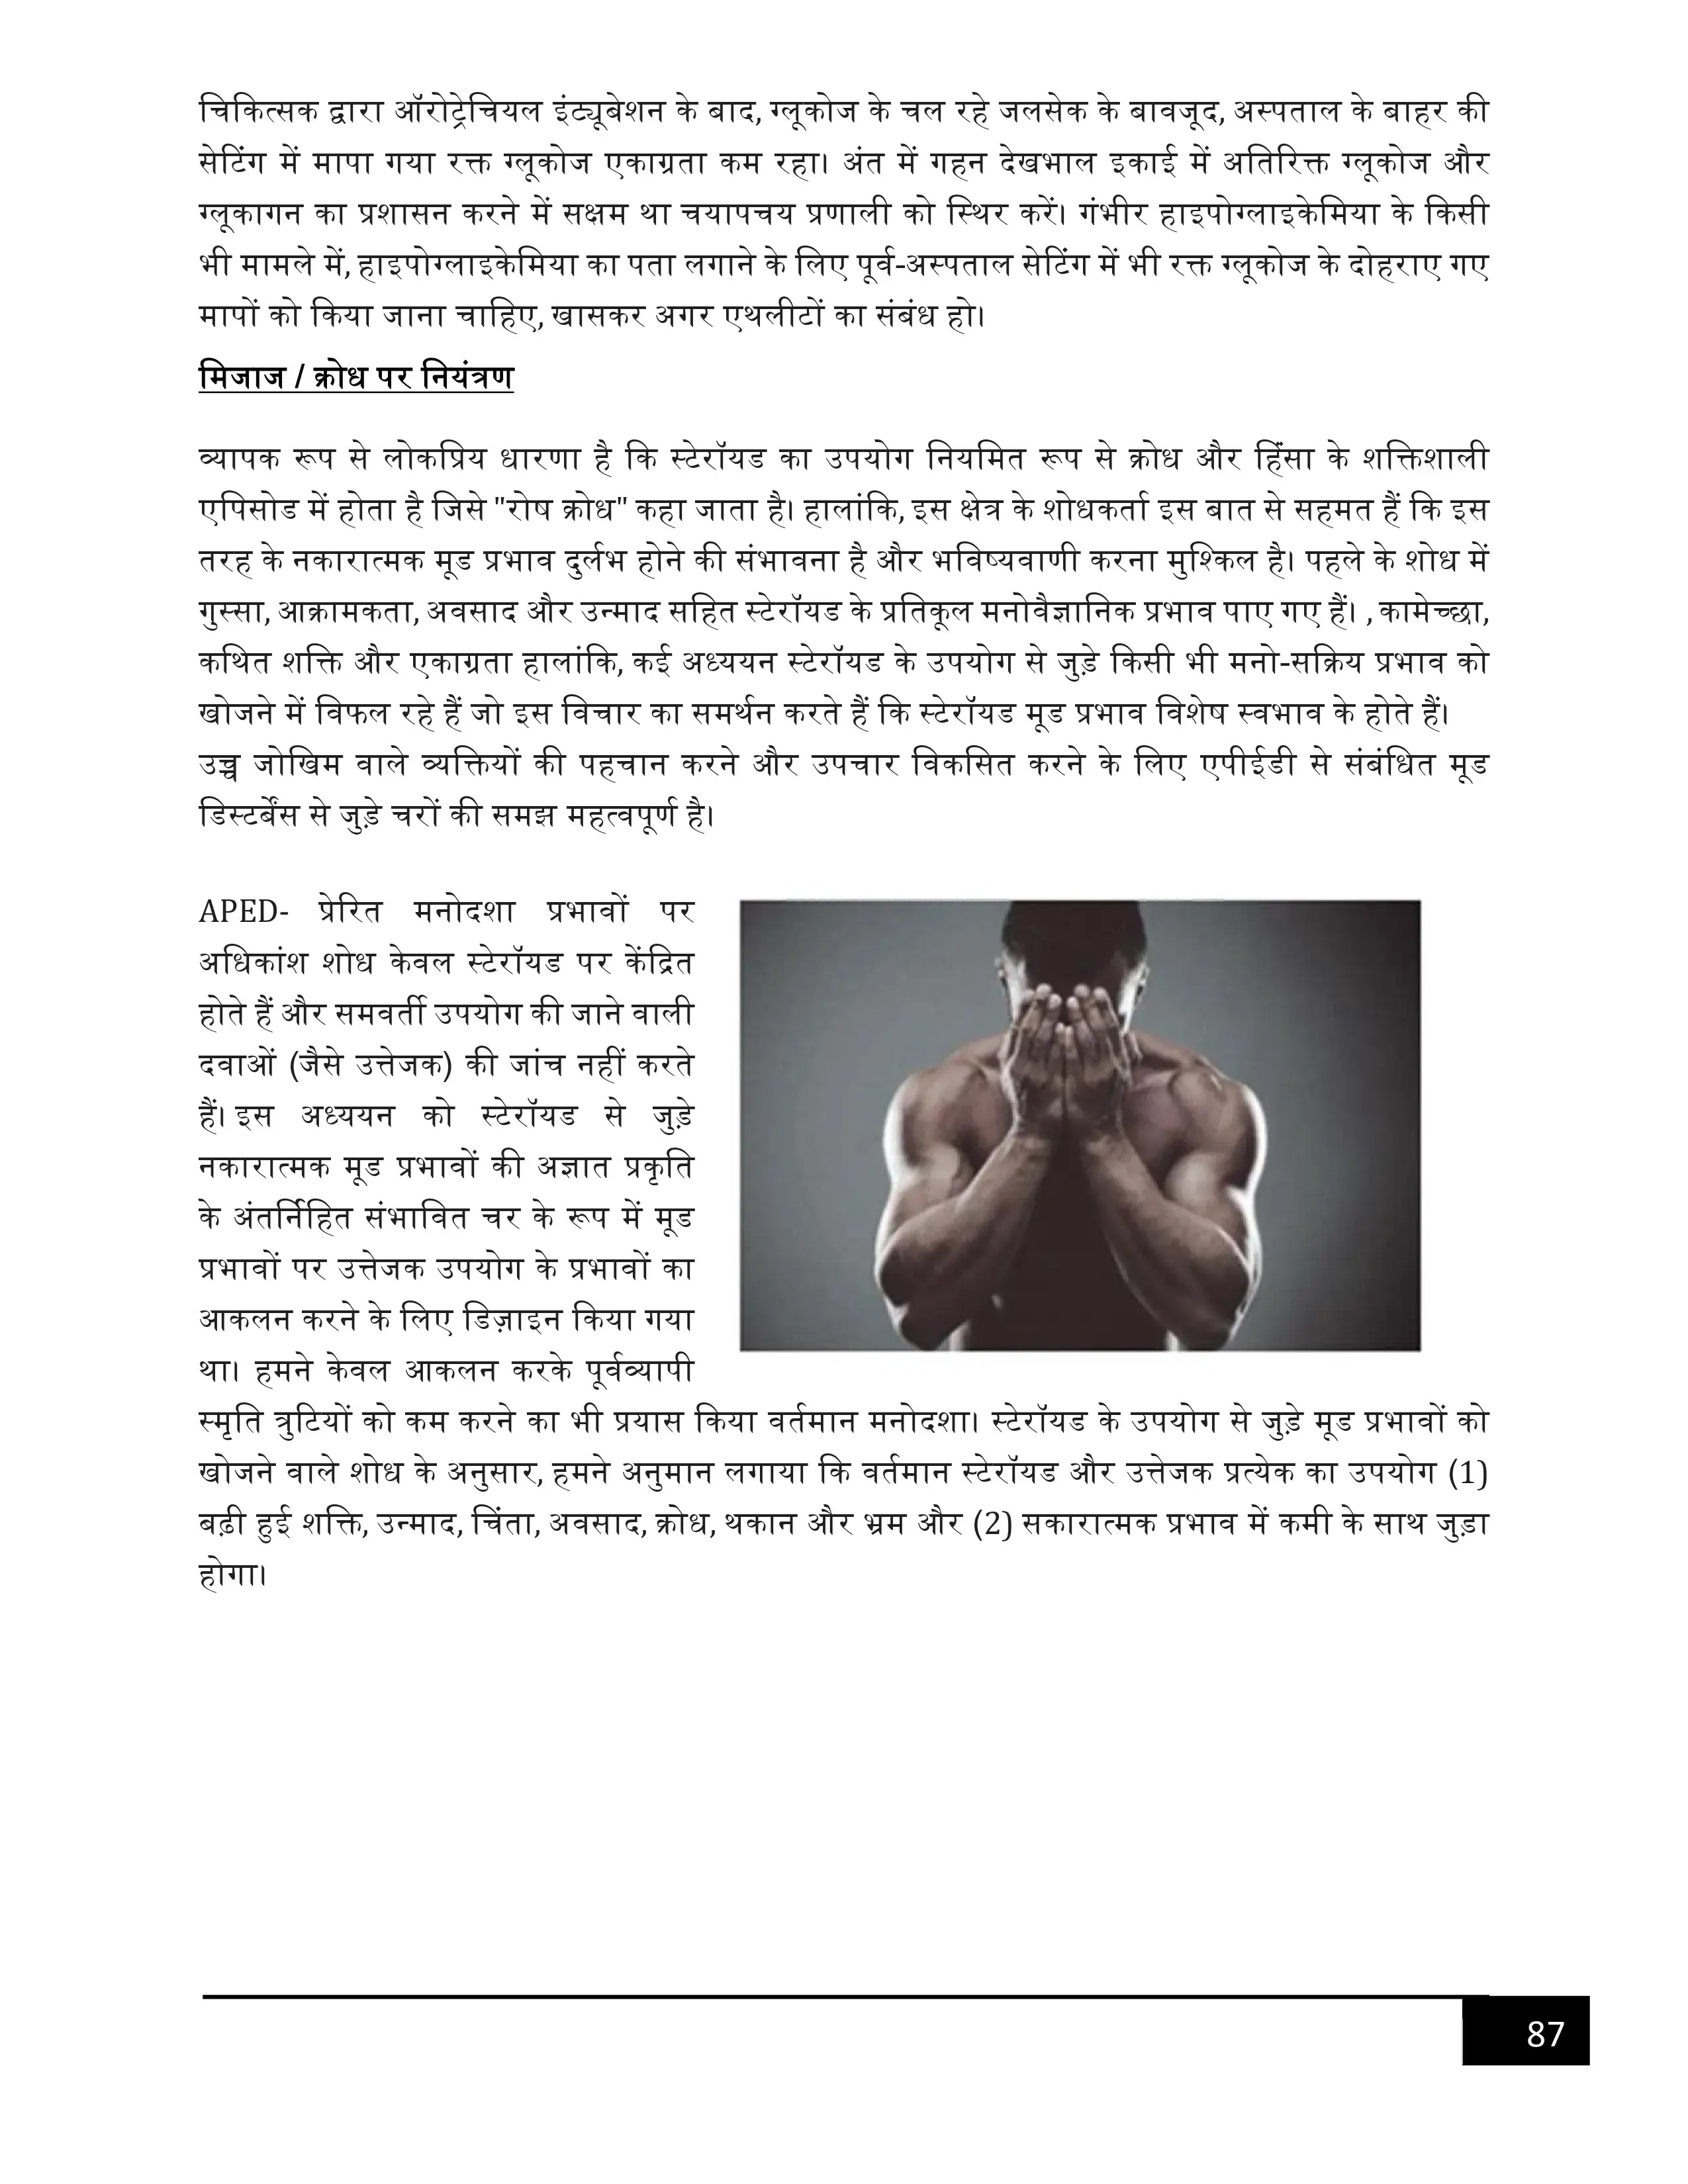 चिकित्सक द्वारा ऑरोट्रेचियल इंट्यूबेशन के बाद, ग्लूकोज के चल रहे जलसेक के बावजूद, अस्पताल के बाहर की
सेटिंग में मापा गया रक्त ग्लूकोज एकाग्रता कम रहा। अंत में गहन देखभाल इकाई में अतिरिक्त ग्लूकोज और
ग्लूकागन का प्रशासन करने में सक्षम था चयापचय प्रणाली को स्थिर करें। गंभीर हाइपोग्लाइकेमिया के किसी
भी मामले में, हाइपोग्लाइकेमिया का पता लगाने के लिए पूर्व-अस्पताल सेटिंग में भी रक्त ग्लूकोज के दोहराए गए
मापों को किया जाना चाहिए, खासकर अगर एथलीटों का संबंध हो।
मिजाज / क्रोध पर नियंत्रण
व्यापक रूप से लोकप्रिय धारणा है कि स्टेरॉयड का उपयोग नियमित रूप से क्रोध और हिंसा के शक्तिशाली
एपिसोड में होता है जिसे "रोष क्रोध" कहा जाता है। हालांकि, इस क्षेत्र के शोधकर्ता इस बात से सहमत हैं कि इस
तरह के नकारात्मक मूड प्रभाव दुर्लभ होने की संभावना है और भविष्यवाणी करना मुश्किल है। पहले के शोध में
गुस्सा, आक्रामकता, अवसाद और उन्माद सहित स्टेरॉयड के प्रतिकूल मनोवैज्ञानिक प्रभाव पाए गए हैं। , कामेच्छा,
कथित शक्ति और एकाग्रता हालांकि, कई अध्ययन स्टेरॉयड के उपयोग से जुड़े किसी भी मनो-सक्रिय प्रभाव को
खोजने में विफल रहे हैं जो इस विचार का समर्थन करते हैं कि स्टेरॉयड मूड प्रभाव विशेष स्वभाव के होते हैं।
उच्च जोखिम वाले व्यक्तियों की पहचान करने और उपचार विकसित करने के लिए एपीईडी से संबंधित मूड
डिस्टर्बेंस से जुड़े चरों की समझ महत्वपूर्ण है।
APED- प्रेरित मनोदशा प्रभावों पर
अधिकांश शोध केवल स्टेरॉयड पर केंद्रित
होते हैं और समवर्ती उपयोग की जाने वाली
दवाओं (जैसे उत्तेजक) की जांच नहीं करते
हैं। इस अध्ययन को स्टेरॉयड से जुड़े
नकारात्मक मूड प्रभावों की अज्ञात प्रकृति
के अंतर्निहित संभावित चर के रूप में मूड
प्रभावों पर उत्तेजक उपयोग के प्रभावों का
आकलन करने के लिए डिज़ाइन किया गया
था। हमने केवल आकलन करके पूर्वव्यापी
स्मृति त्रुटियों को कम करने का भी प्रयास किया वर्तमान मनोदशा। स्टेरॉयड के उपयोग से जुड़े मूड प्रभावों को
खोजने वाले शोध के अनुसार, हमने अनुमान लगाया कि वर्तमान स्टेरॉयड और उत्तेजक प्रत्येक का उपयोग (1)
बढ़ी हुई शक्ति, उन्माद, चिंता, अवसाद, क्रोध, थकान और भ्रम और (2) सकारात्मक प्रभाव में कमी के साथ जुड़ा
होगा।
87